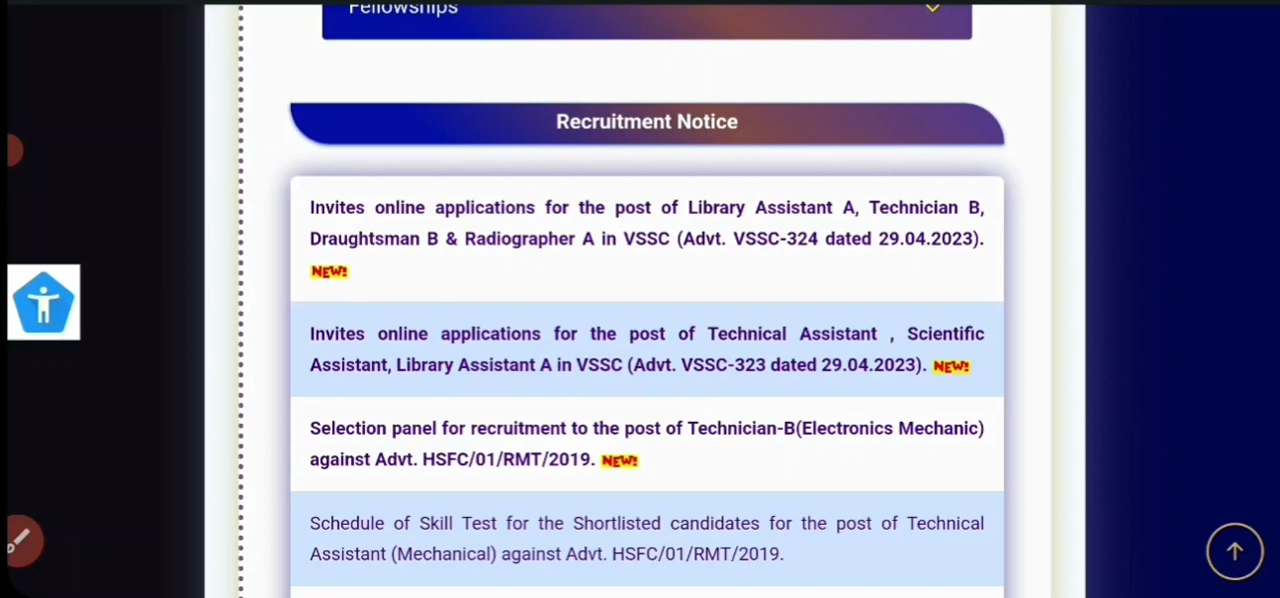 Fellowships
Recruitment Notice
Invites online applications for the post of Library Assistant A, Technician B,
Draughtsman B & Radiographer A in VSSC (Advt. VSSC-324 dated 29.04.2023).
NEW!
Invites online applications for the post of Technical Assistant , Scientific
Assistant, Library Assistant A in VSSC (Advt. VSSC-323 dated 29.04.2023). NEW!
Selection panel for recruitment to the post of Technician-B(Electronics Mechanic)
against Advt. HSFC/01/RMT/2019. NEW!
Schedule of Skill Test for the Shortlisted candidates for the post of Technical
Assistant (Mechanical) against Advt. HSFC/01/RMT/2019.